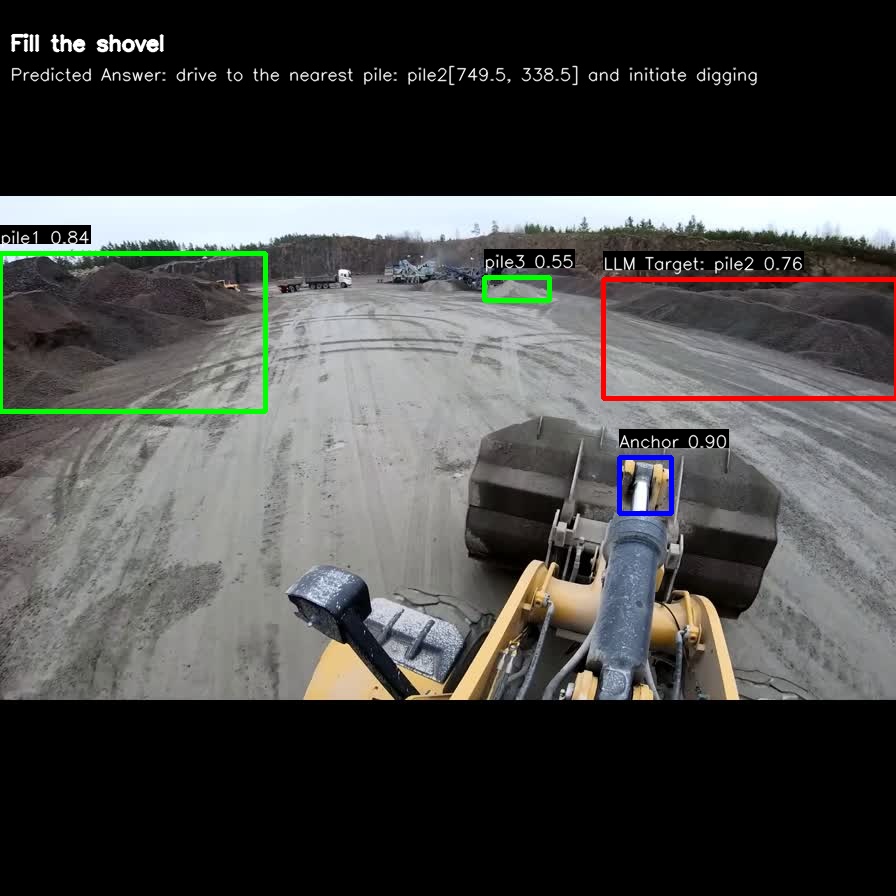 Fill the shovel
Predicted Answer: drive to the nearest pile: pile2[749.5, 338.5] and initiate digging
pile1 0.84
pile3 0.55
LLM Target: pile2 0.76
Anchor 0.90